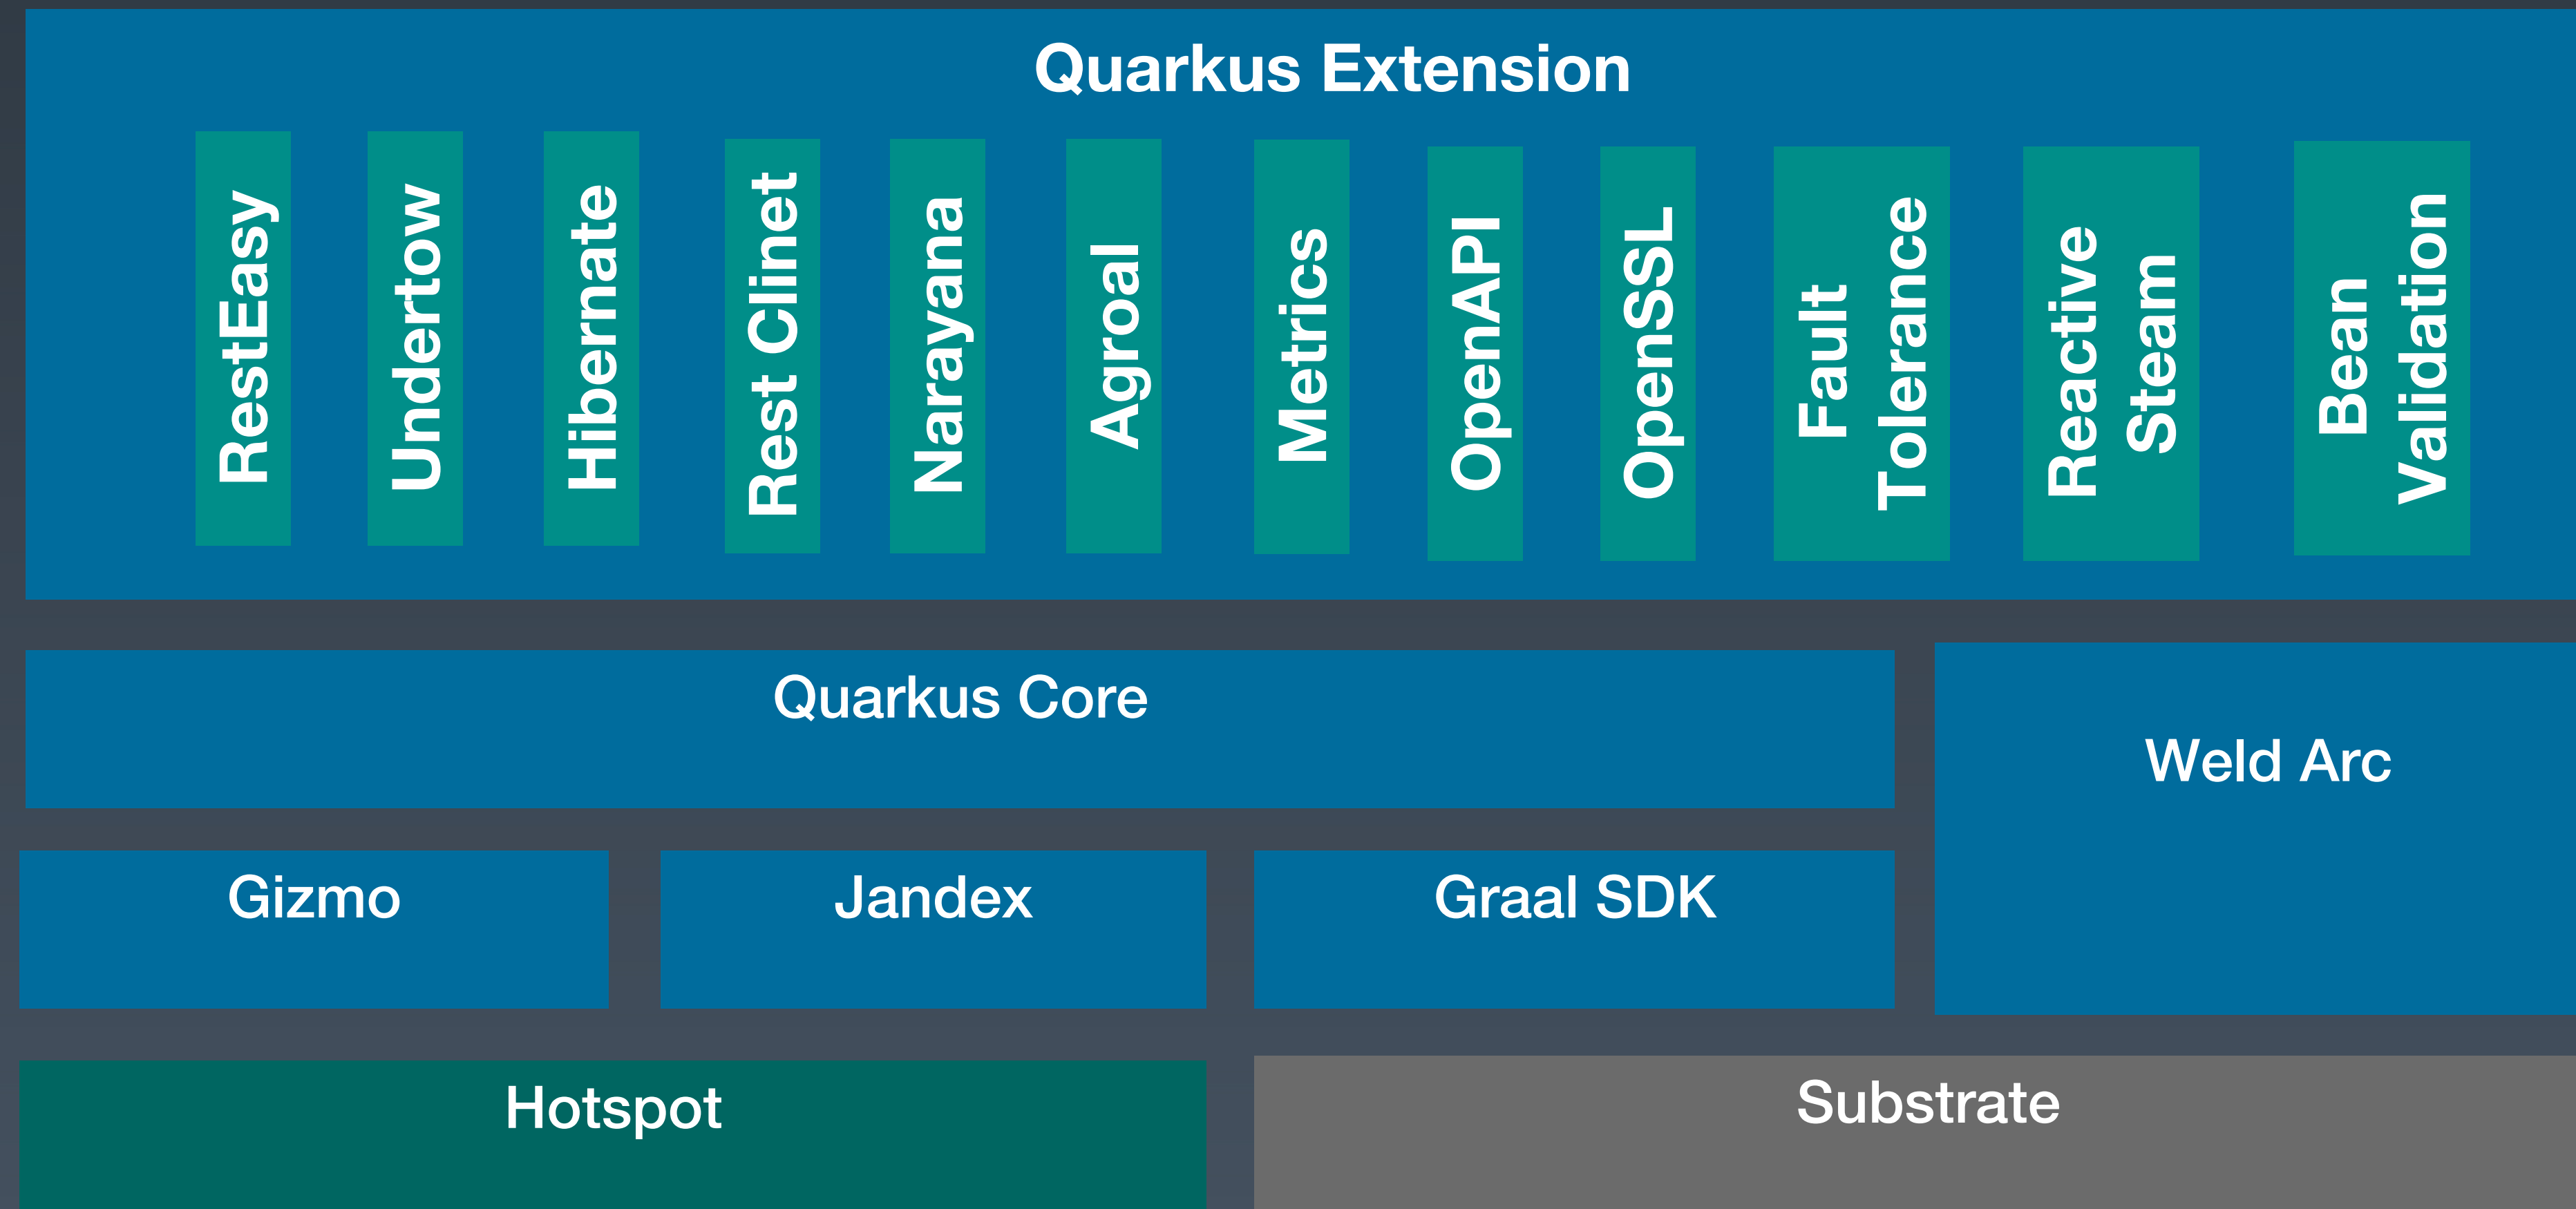 Quarkus Extension
RestEasy
Undertow
Hibernate
Rest Clinet
Narayana
Agroal
Metrics
OpenAPI
OpenSSL
Fault
Tolerance
Reactive
Steam
Bean
Validation
Quarkus Core
Weld Arc
Gizmo
Jandex
Graal SDK
Hotspot
Substrate